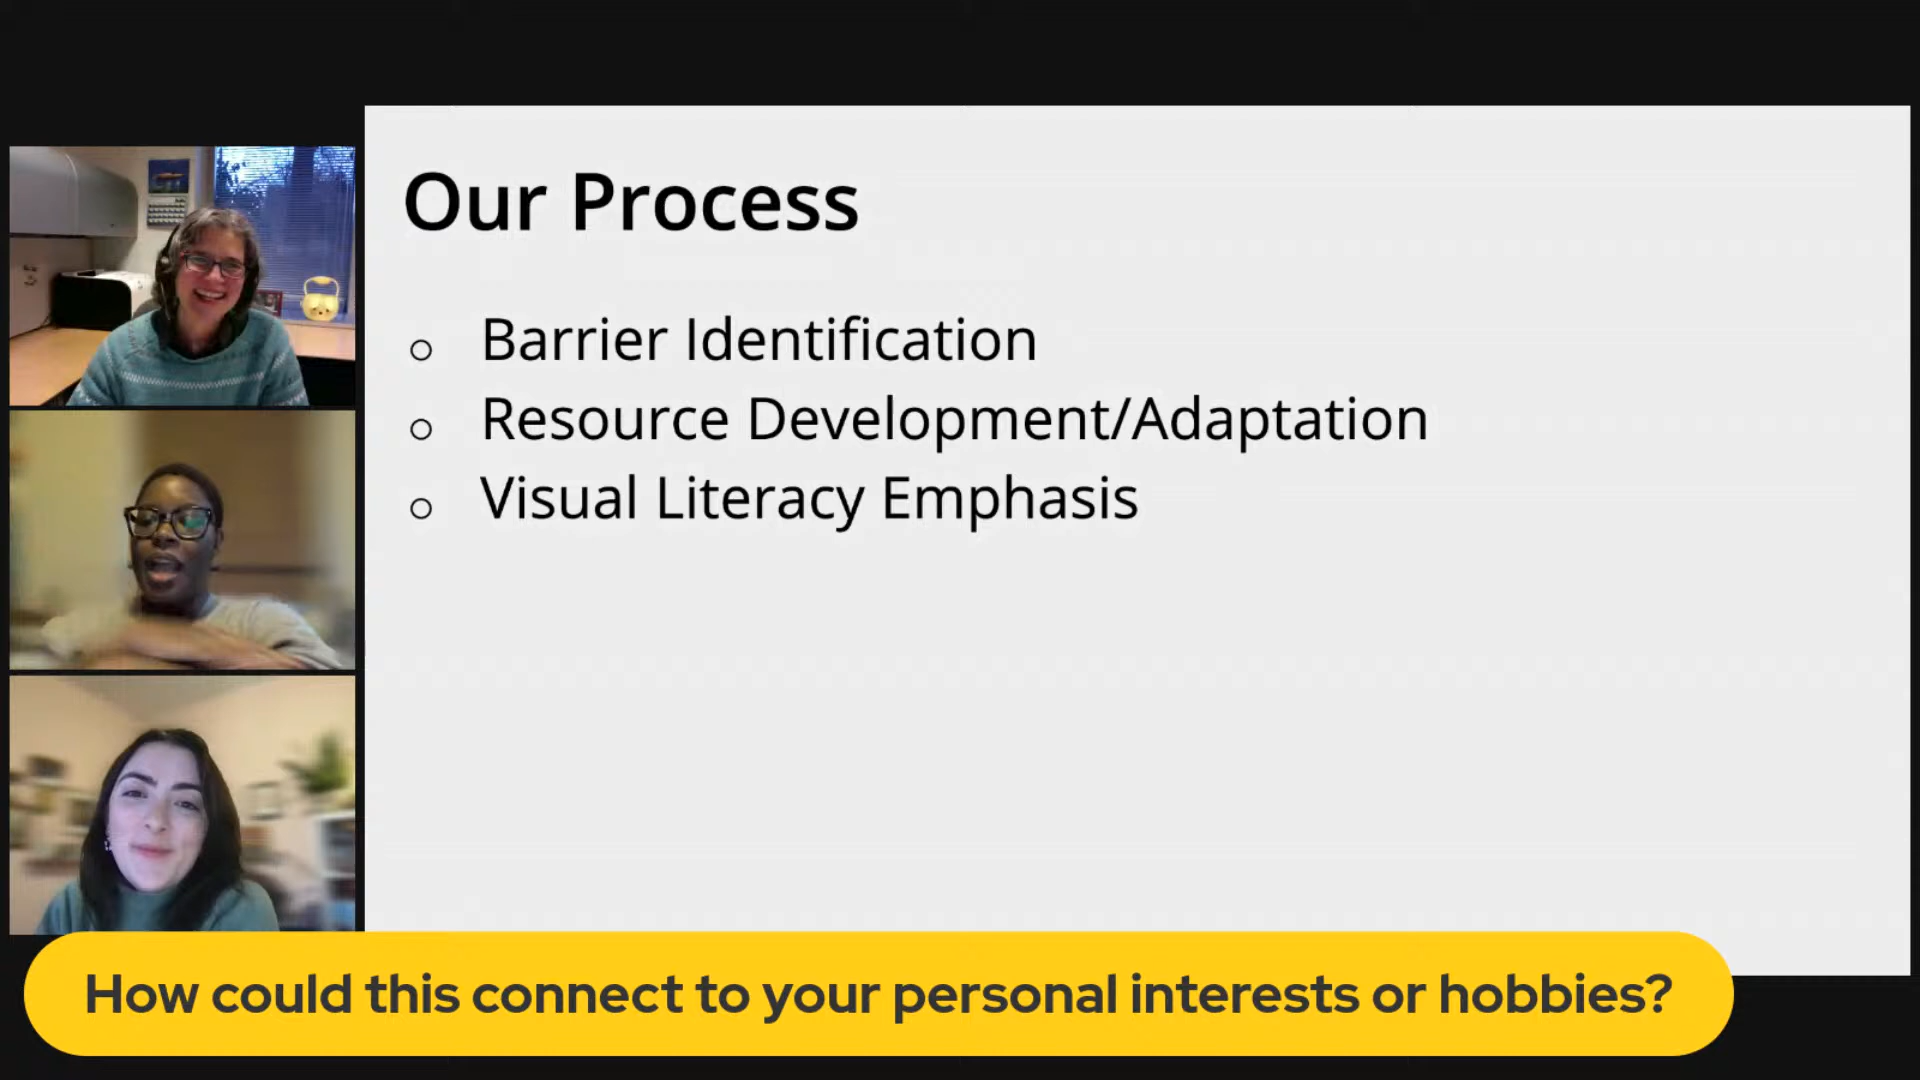 Our Process
Barrier Identification
Resource Development/Adaptation
Visual Literacy Emphasis
How could this connect to your personal interests or hobbies?